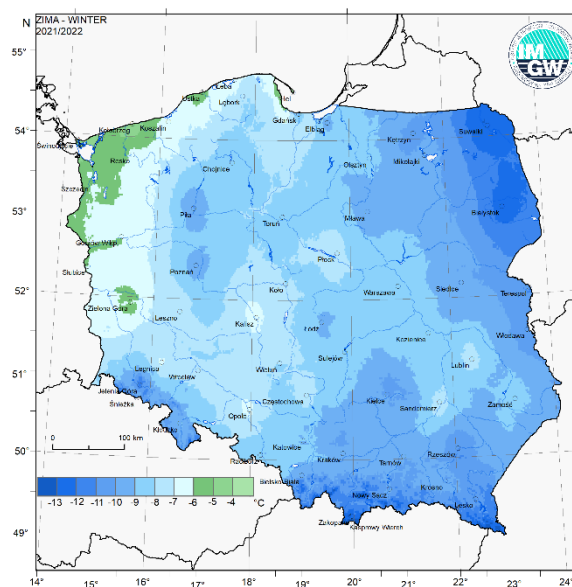 N
ZIMA - WINTER
2021/2022
IM
GW
55°
54°
53°
52°
51°
50°
49°
Łeba
Ustka
Lębork
Hel
Gdańsk
Elbląg
Kołobrzeg
Koszalin
Świnoujście
Resko
Szczecin
Chojnice
Olsztyn
Kętrzyn
Mikołajki
Suwałki
Białystok
Piła
Toruń
Mława
Gorzów Wlkp.
Słubice
Poznań
Płock
Koło
Warszawa
Siedlce
Terespol
Zielona Góra
Leszno
Kalisz
Łódź
Sulejów
Kozienice
Włodawa
Lublin
Legnica
Wrocław
Wieluń
Jelenia Góra
Śnieżka
Kłodzko
Opole
Częstochowa
Kielce
Sandomierz
Zamość
Racibórz
Katowice
Kraków
Tarnów
Rzeszów
Bielsko-Biała
Nowy Sącz
Krosno
Lesko
Zakopane
Kasprowy Wierch
0 100 km
-13 -12 -11 -10 -9 -8 -7 -6 -5 -4 °C
14° 15° 16° 17° 18° 19° 20° 21° 22° 23° 24° E